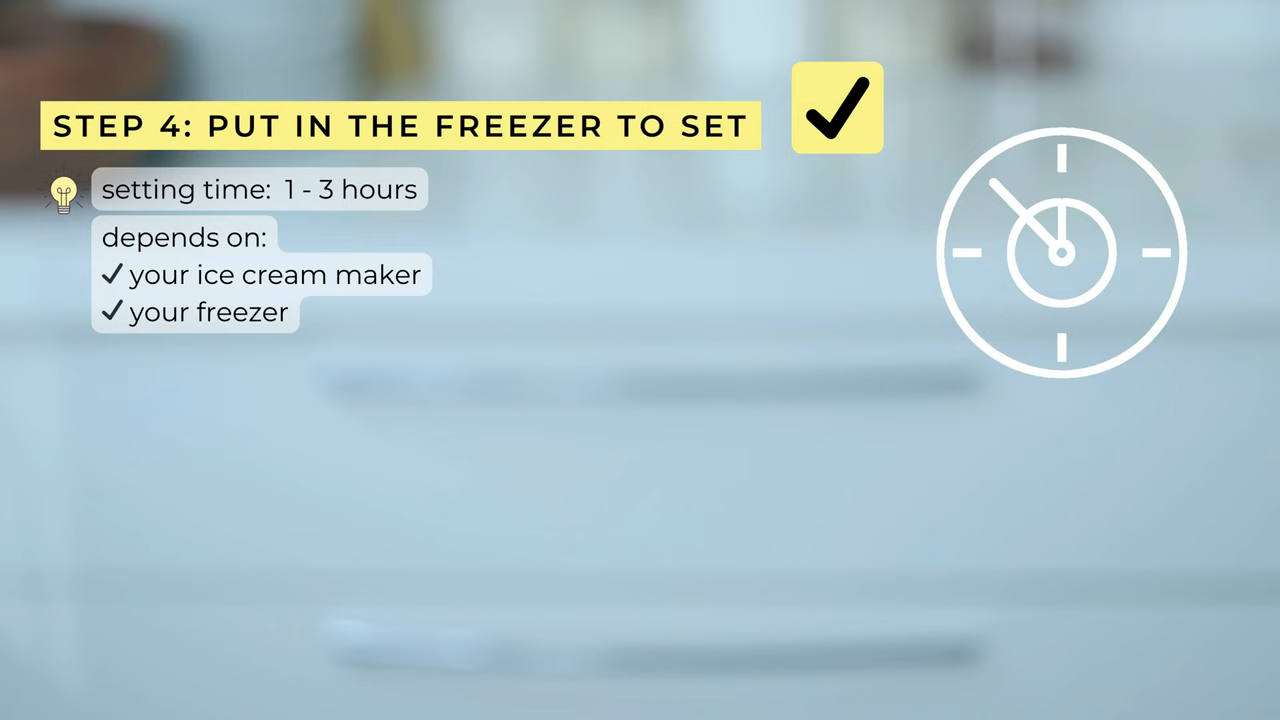 STEP 4: PUT IN THE FREEZER TO SET
setting time: 1 - 3 hours
depends on:
✓ your ice cream maker
✓ your freezer